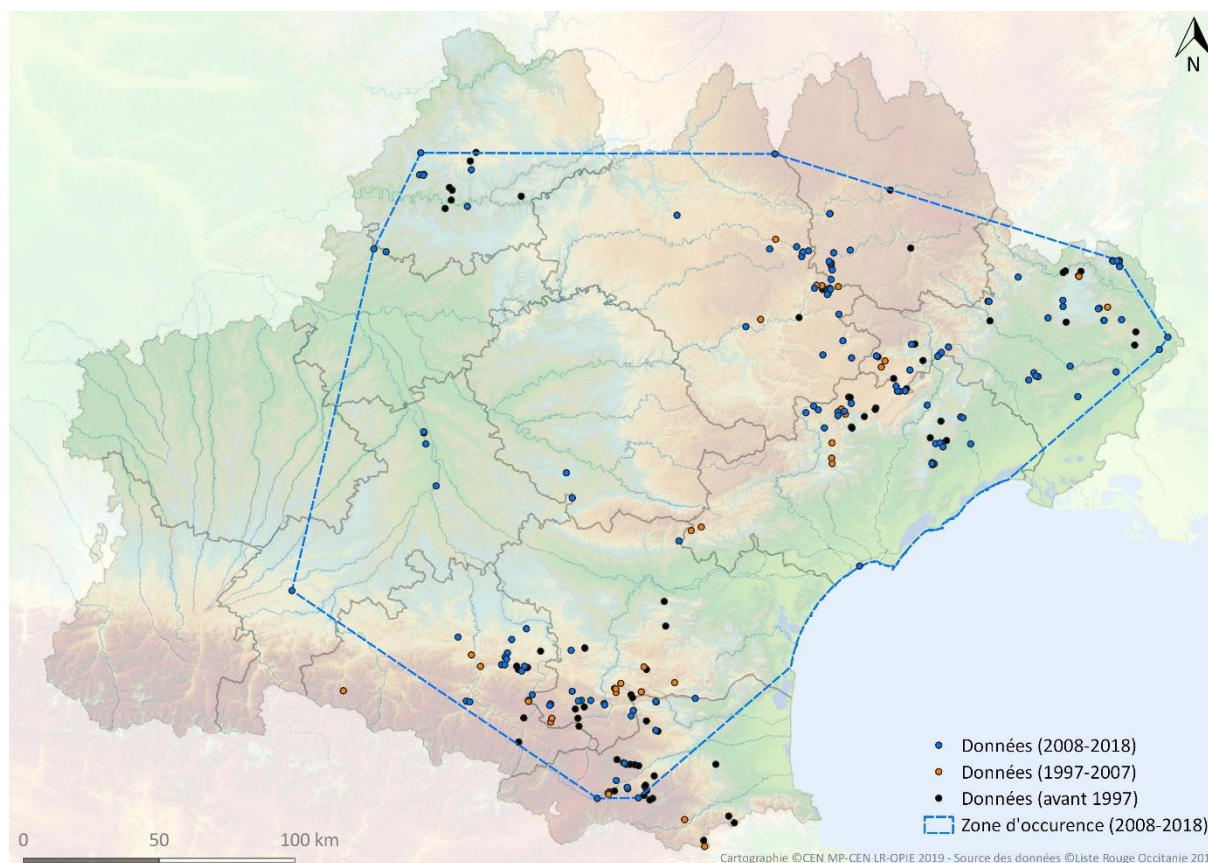 N
Données (2008-2018)
Données (1997-2007)
Données (avant 1997)
Zone d'occurence (2008-2018)
0 50 100 km
Cartographie ©CEN MP-CEN LR-OPIE 2019 - Source des données ©Liste Rouge Occitanie 201